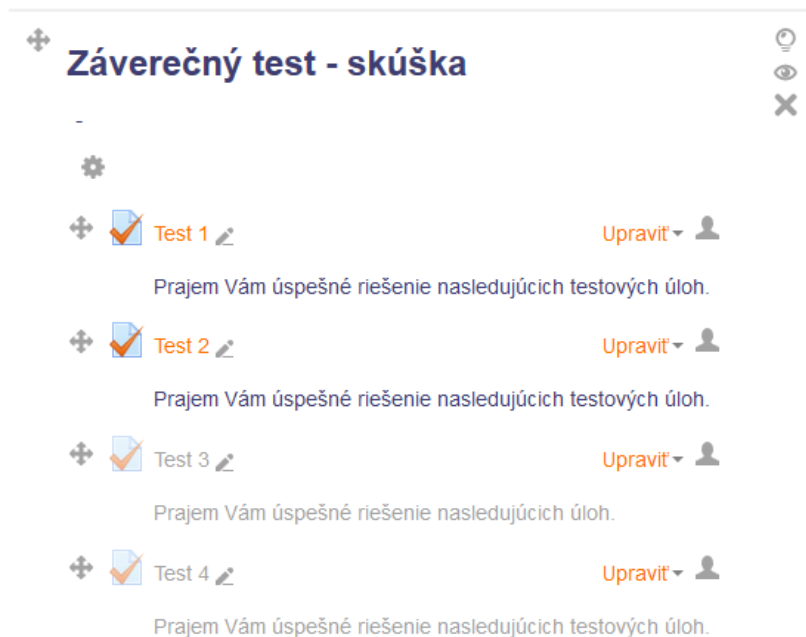 Záverečný test - skúška
-
Test 1 Upraviť
Prajem Vám úspešné riešenie nasledujúcich testových úloh.
Test 2 Upraviť
Prajem Vám úspešné riešenie nasledujúcich testových úloh.
Test 3 Upraviť
Prajem Vám úspešné riešenie nasledujúcich úloh.
Test 4 Upraviť
Prajem Vám úspešné riešenie nasledujúcich testových úloh.